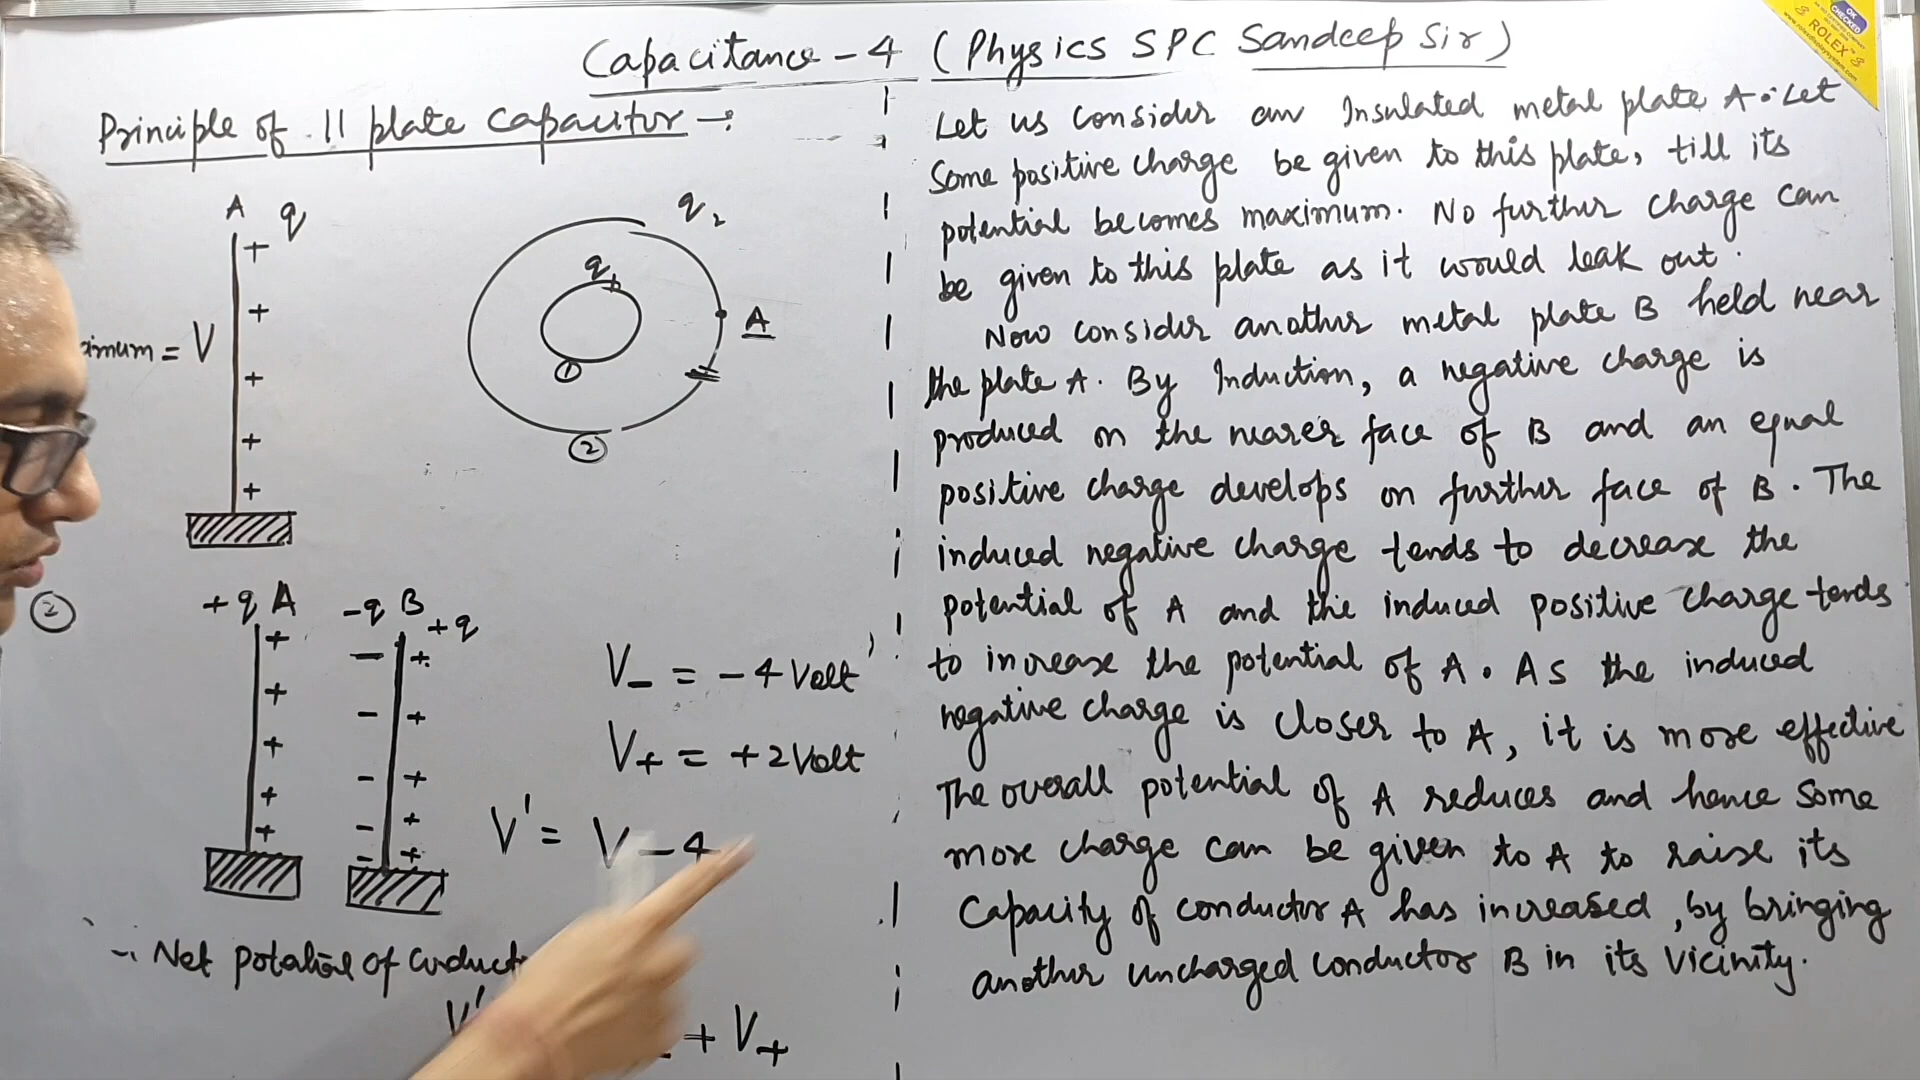 Capacitance - 4 (Physics SPC Sandeep Sir)
Principle of || plate capacitor →:
A q
+
+
= V
+
+
+
q2
q1
A
1
2
2
+q A
-q B +q
V- = -4 Volt
V+ = +2 Volt
V' = V - 4
∴ Net potential of
V'
+ V+
Let us consider an Insulated metal plate A. Let
Some positive charge be given to this plate, till its
potential becomes maximum. No further charge can
be given to this plate as it would leak out.
Now consider another metal plate B held near
the plate A. By Induction, a negative charge is
produced on the nearer face of B and an equal
positive charge develops on further face of B. The
induced negative charge tends to decrease the
potential of A and the induced positive charge tends
to increase the potential of A. As the induced
negative charge is closer to A, it is more effective
The overall potential of A reduces and hence some
more charge can be given to A to raise its
Capacity of conductor A has increased, by bringing
another uncharged conductor B in its vicinity.
OK CHECKED
ROLEX